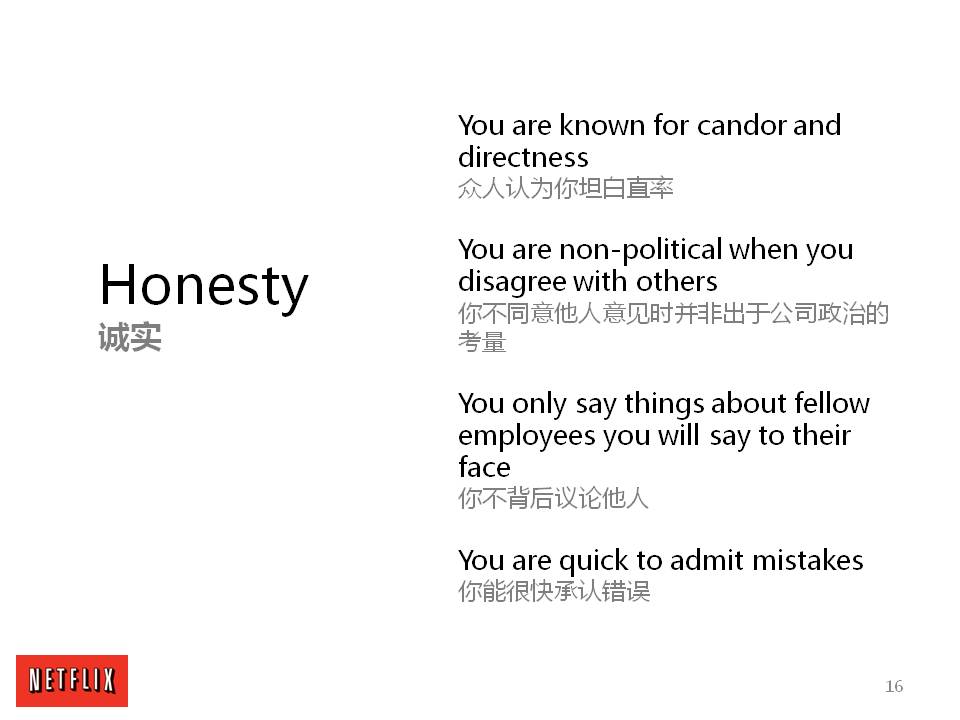 Honesty
诚实
You are known for candor and
directness
众人认为你坦白直率
You are non-political when you
disagree with others
你不同意他人意见时并非出于公司政治的
考量
You only say things about fellow
employees you will say to their
face
你不背后议论他人
You are quick to admit mistakes
你能很快承认错误
NETFLIX
16